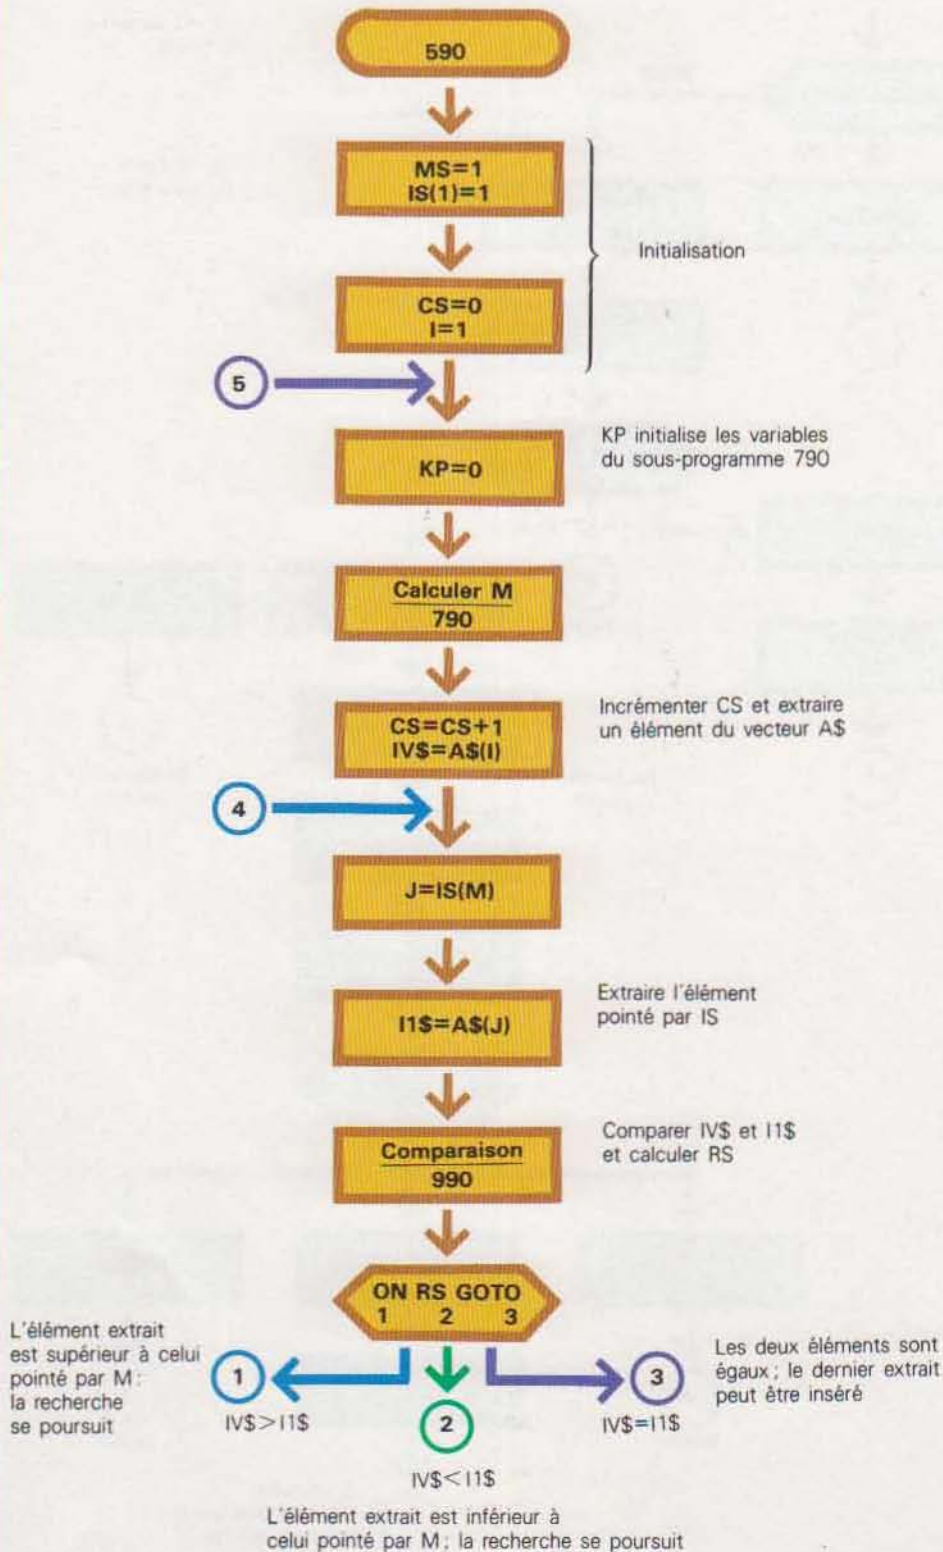 590
MS=1
IS(1)=1
Initialisation
CS=0
I=1
5
KP initialise les variables
du sous-programme 790
KP=0
Calculer M
790
Incrémenter CS et extraire
un élément du vecteur A$
CS=CS+1
IV$=A$(I)
4
J=IS(M)
Extraire l'élément
pointé par IS
I1$=A$(J)
Comparer IV$ et I1$
et calculer RS
Comparaison
990
ON RS GOTO
1 2 3
L'élément extrait
est supérieur à celui
pointé par M :
la recherche
se poursuit
1
IV$>I1$
2
IV$<I1$
3
IV$=I1$
Les deux éléments sont
égaux ; le dernier extrait
peut être inséré
L'élément extrait est inférieur à
celui pointé par M ; la recherche se poursuit